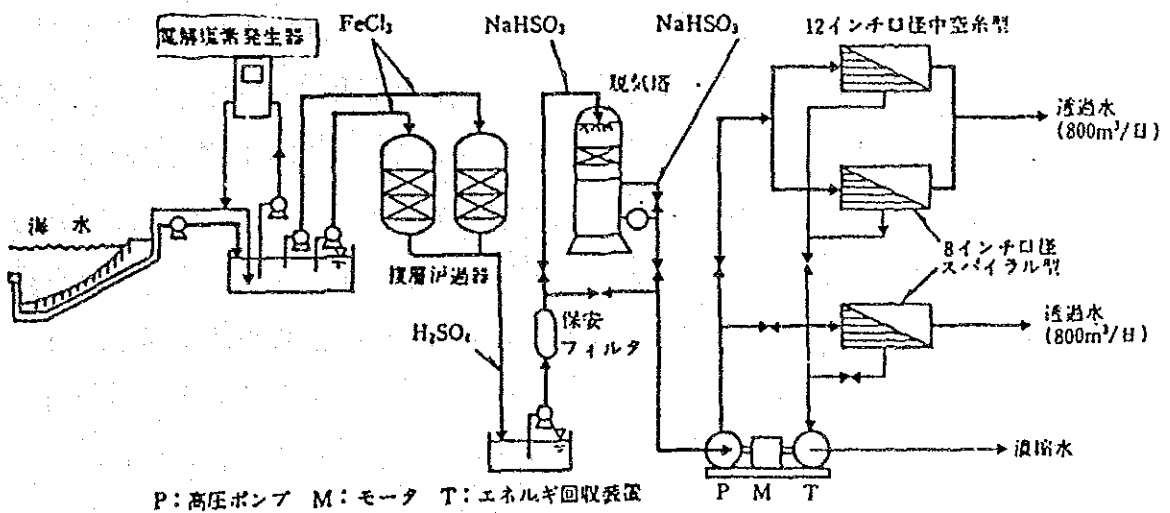 電解塩素発生器
FeCl₃
NaHSO₃
NaHSO₃
12インチ口径中空糸型
脱気塔
透過水
(800m³/日)
海水
複層沪過器
8インチ口径
スパイラル型
保安
フィルタ
H₂SO₄
透過水
(800m³/日)
濃縮水
P M T
P:高圧ポンプ M:モータ T:エネルギ回収装置